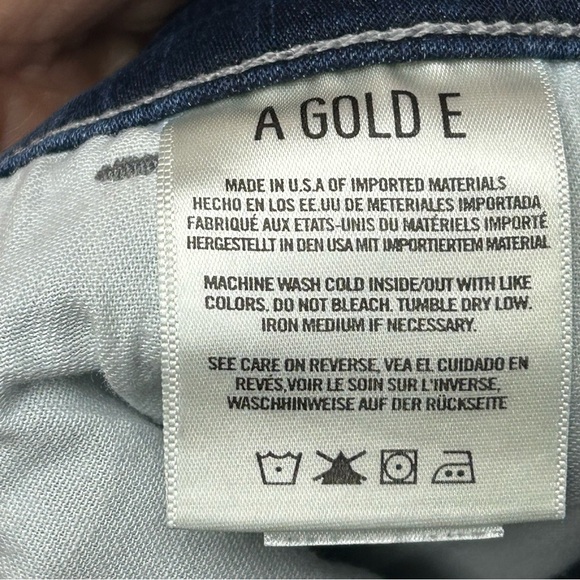 A GOLD E
MADE IN U.S.A OF IMPORTED MATERIALS
HECHO EN LOS EE.UU DE METERIALES IMPORTADA
FABRIQUÉ AUX ETATS-UNIS DU MATÉRIELS IMPORTÉ
HERGESTELLT IN DEN USA MIT IMPORTIERTEM MATERIAL
MACHINE WASH COLD INSIDE/OUT WITH LIKE
COLORS. DO NOT BLEACH. TUMBLE DRY LOW.
IRON MEDIUM IF NECESSARY.
SEE CARE ON REVERSE, VEA EL CUIDADO EN
REVÉS,VOIR LE SOIN SUR L'INVERSE,
WASCHHINWEISE AUF DER RÜCKSEITE